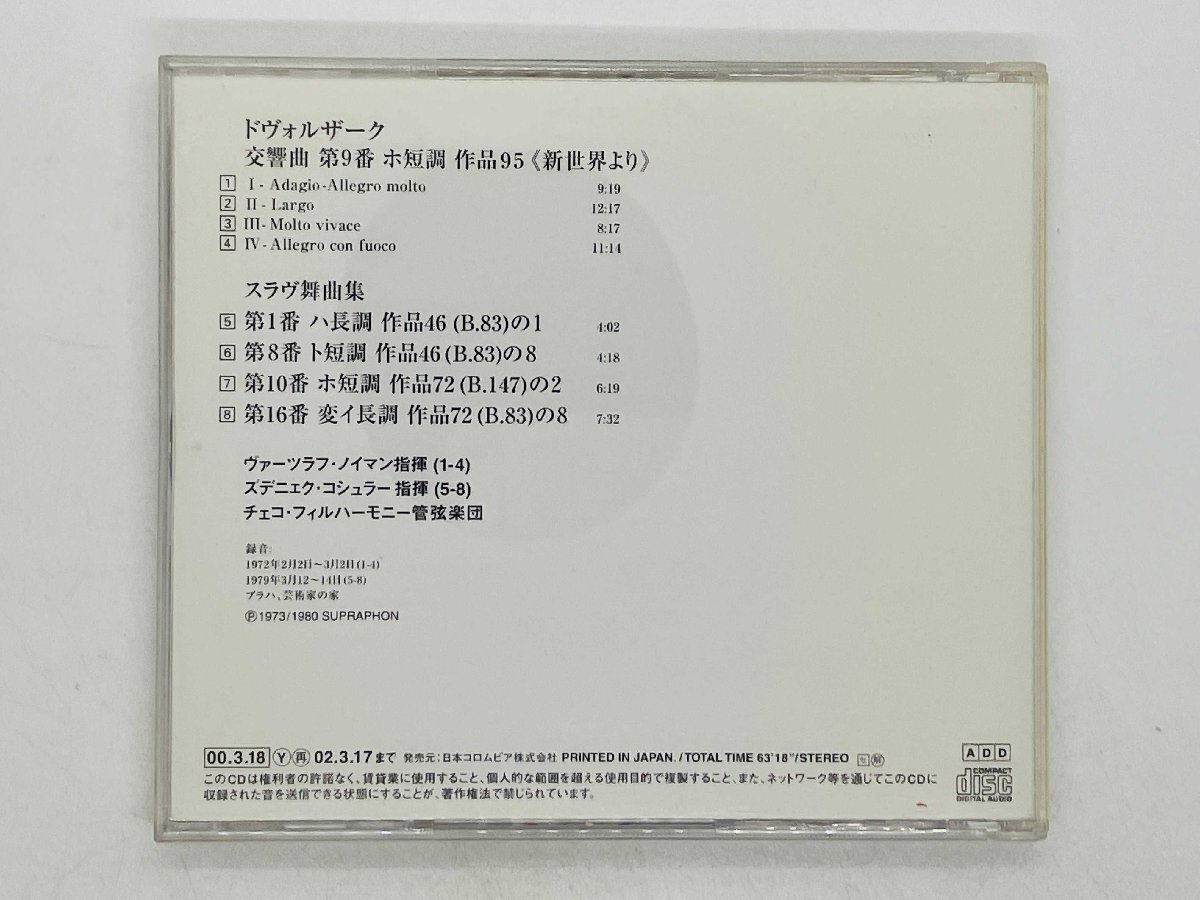 ドヴォルザーク
交響曲 第9番 ホ短調 作品95《新世界より》
1 I - Adagio-Allegro molto 9:19
2 II - Largo 12:17
3 III- Molto vivace 8:17
4 IV - Allegro con fuoco 11:14
スラヴ舞曲集
5 第1番 ハ長調 作品46 (B.83)の1 4:02
6 第8番 ト短調 作品46 (B.83)の8 4:18
7 第10番 ホ短調 作品72 (B.147)の2 6:19
8 第16番 変イ長調 作品72 (B.83)の8 7:32
ヴァーツラフ・ノイマン指揮 (1-4)
ズデニェク・コシュラー指揮 (5-8)
チェコ・フィルハーモニー管弦楽団
録音:
1972年2月2日〜3月2日(1-4)
1979年3月12〜14日(5-8)
プラハ、芸術家の家
Ⓟ1973/1980 SUPRAPHON
00.3.18 Ⓨ 再 02.3.17まで 発売元:日本コロムビア株式会社 PRINTED IN JAPAN. /TOTAL TIME 63'18"/STEREO
このCDは権利者の許諾なく、賃貸業に使用すること、個人的な範囲を超える使用目的で複製すること、また、ネットワーク等を通じてこのCDに
収録された音を送信できる状態にすることが、著作権法で禁じられています。
ADD
COMPACT
disc
DIGITAL AUDIO